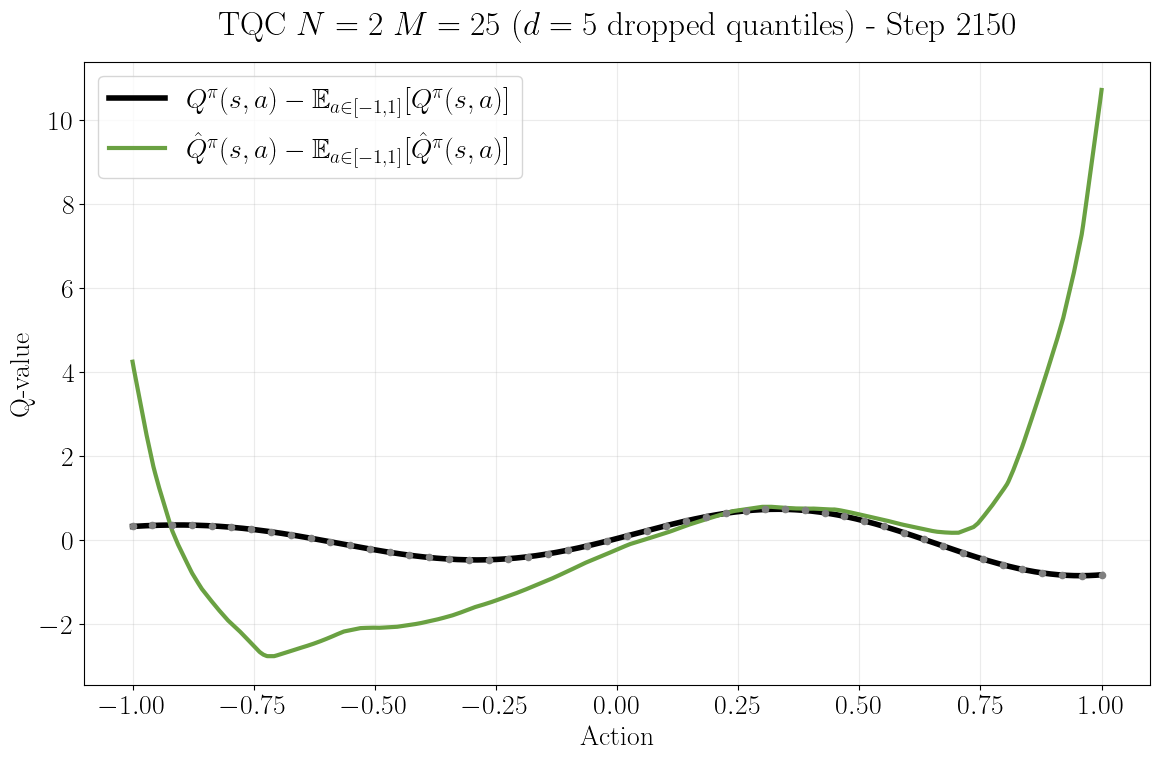 TQC N = 2 M = 25 (d = 5 dropped quantiles) - Step 2150
Q^π(s, a) − 𝔼_{a∈[−1,1]}[Q^π(s, a)]
Q̂^π(s, a) − 𝔼_{a∈[−1,1]}[Q̂^π(s, a)]
10
8
6
4
2
0
−2
Q-value
−1.00 −0.75 −0.50 −0.25 0.00 0.25 0.50 0.75 1.00
Action